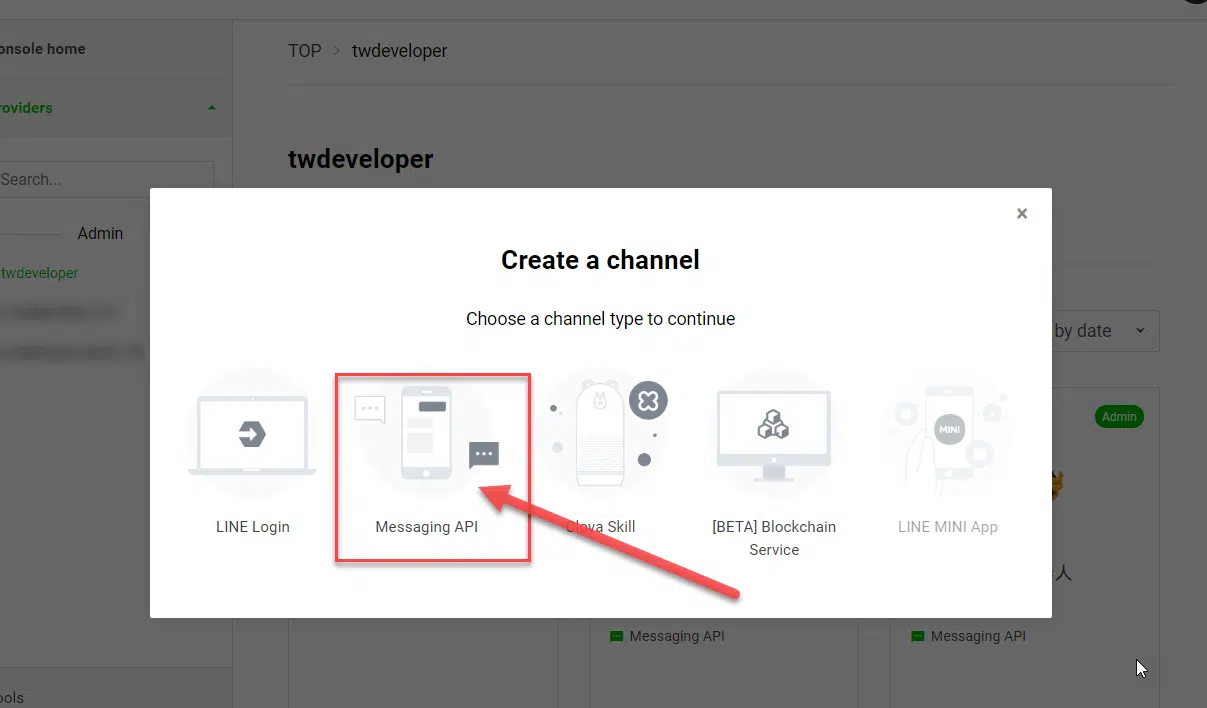 onsole home
TOP > twdeveloper
roviders
twdeveloper
Search...
Admin
twdeveloper
×
Create a channel
Choose a channel type to continue
by date
Admin
MINI
LINE Login
Messaging API
Clova Skill
[BETA] Blockchain
Service
LINE MINI App
人
Messaging API
Messaging API
ools